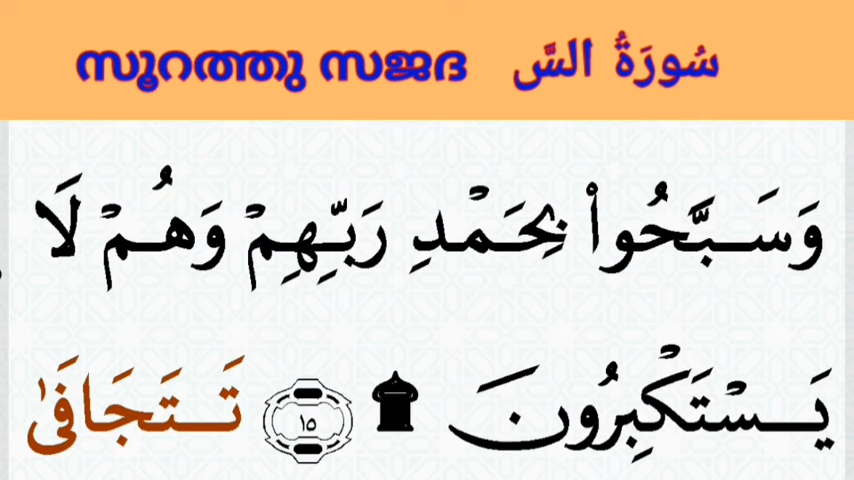 സൂറത്തു സജദ سُورَةُ السَّ
وَسَبَّحُوا۟ بِحَمْدِ رَبِّهِمْ وَهُمْ لَا
يَسْتَكْبِرُونَ ۩ ١٥ تَتَجَافَىٰ